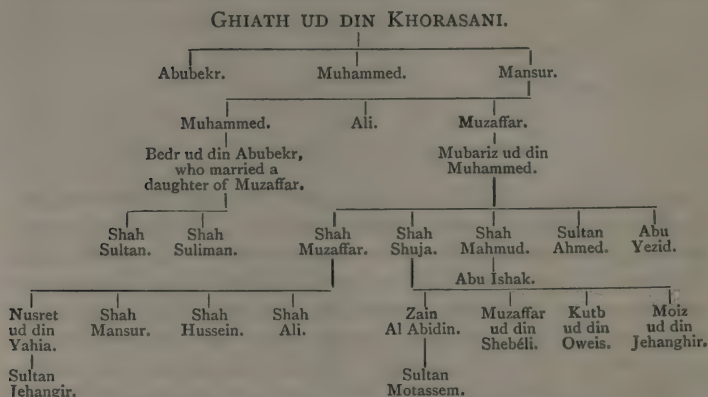 GHIATH UD DIN KHORASANI.
Abubekr. Muhammed. Mansur.
Muhammed. Ali. Muzaffar.
Bedr ud din Abubekr,
who married a
daughter of Muzaffar.
Mubariz ud din
Muhammed.
Shah
Sultan.
Shah
Suliman.
Shah
Muzaffar.
Shah
Shuja.
Shah
Mahmud.
Sultan
Ahmed.
Abu
Yezid.
Abu Ishak.
Nusret
ud din
Yahia.
Shah
Mansur.
Shah
Hussein.
Shah
Ali.
Zain
Al Abidin.
Muzaffar
ud din
Shebéli.
Kutb
ud din
Oweis.
Moiz
ud din
Jehanghir.
Sultan
Jehangir.
Sultan
Motassem.